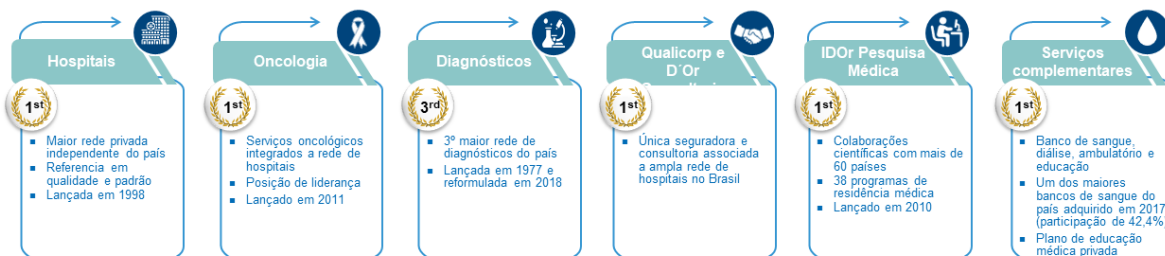 Hospitais
1st
Maior rede privada
independente do país
Referencia em
qualidade e padrão
Lançada em 1998
Oncologia
1st
Serviços oncológicos
integrados a rede de
hospitais
Posição de liderança
Lançado em 2011
Diagnósticos
3rd
3º maior rede de
diagnósticos do país
Lançada em 1977 e
reformulada em 2018
Qualicorp e
D´Or
1st
Única seguradora e
consultoria associada
a ampla rede de
hospitais no Brasil
IDOr Pesquisa
Médica
1st
Colaborações
científicas com mais de
60 países
38 programas de
residência médica
Lançado em 2010
Serviços
complementares
1st
Banco de sangue,
diálise, ambulatório e
educação
Um dos maiores
bancos de sangue do
país adquirido em 2017
(participação de 42,4%)
Plano de educação
médica privada